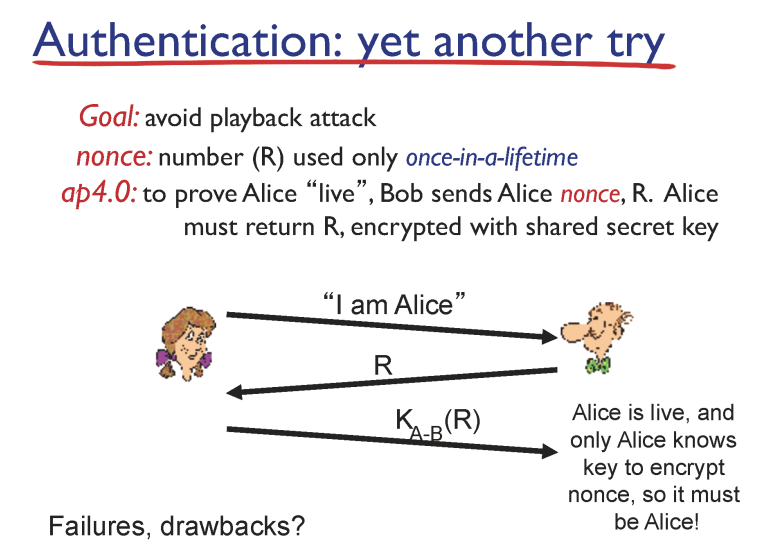 Authentication: yet another try
Goal: avoid playback attack
nonce: number (R) used only once-in-a-lifetime
ap4.0: to prove Alice “live”, Bob sends Alice nonce, R. Alice
must return R, encrypted with shared secret key
“I am Alice”
R
K_A-B(R)
Alice is live, and
only Alice knows
key to encrypt
nonce, so it must
be Alice!
Failures, drawbacks?